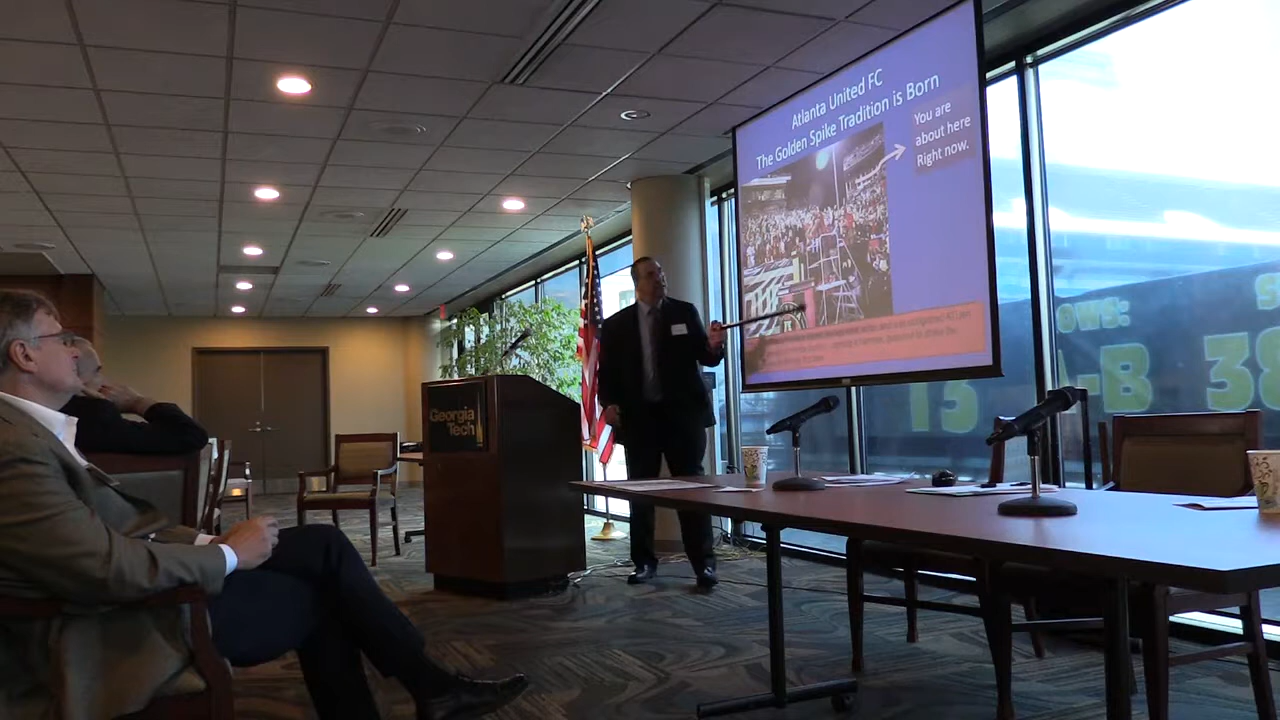 Atlanta United FC
The Golden Spike Tradition is Born
You are
about here
Right now.
Georgia
Tech
OWS:
S
15
A-B
38